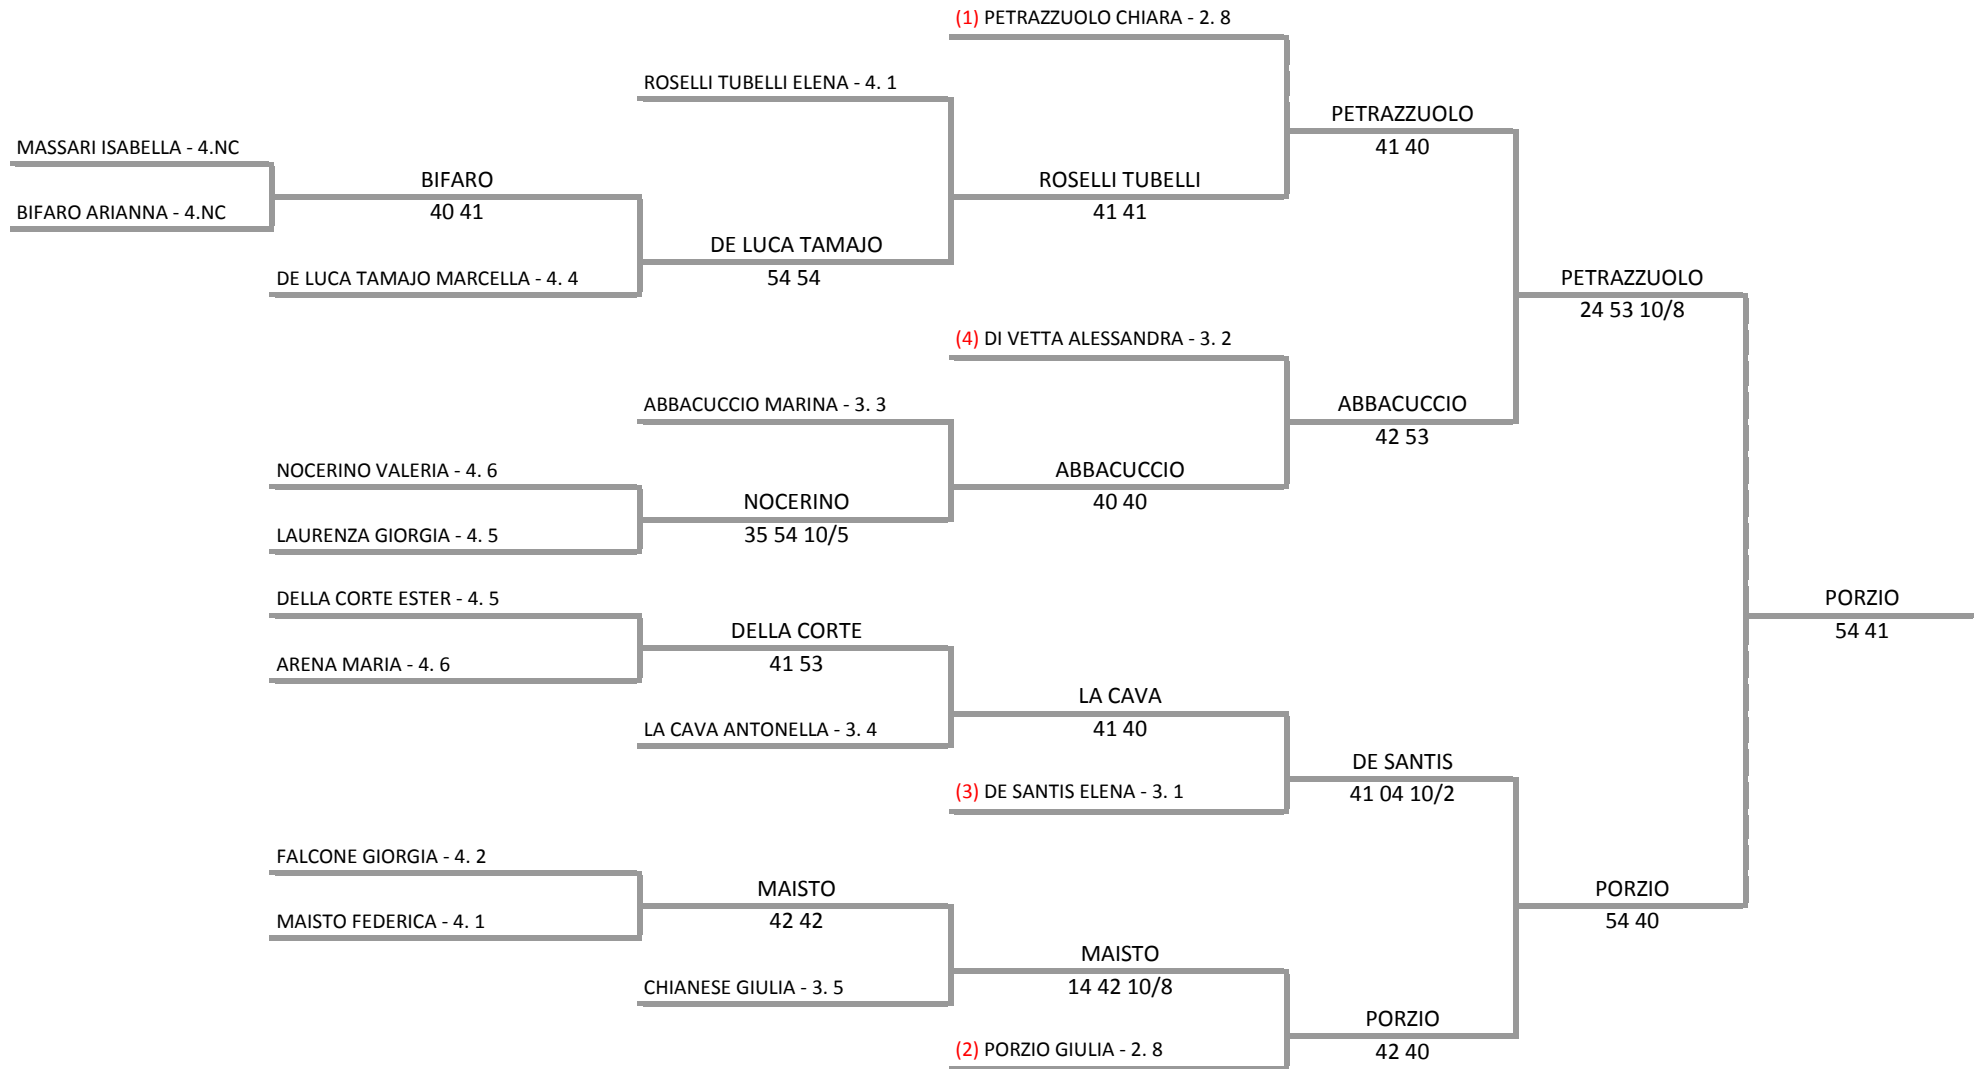 (1) PETRAZZUOLO CHIARA - 2. 8
ROSELLI TUBELLI ELENA - 4. 1
PETRAZZUOLO
41 40
MASSARI ISABELLA - 4.NC
BIFARO
40 41
ROSELLI TUBELLI
41 41
BIFARO ARIANNA - 4.NC
DE LUCA TAMAJO
54 54
DE LUCA TAMAJO MARCELLA - 4. 4
PETRAZZUOLO
24 53 10/8
(4) DI VETTA ALESSANDRA - 3. 2
ABBACUCCIO MARINA - 3. 3
ABBACUCCIO
42 53
NOCERINO VALERIA - 4. 6
ABBACUCCIO
40 40
NOCERINO
35 54 10/5
LAURENZA GIORGIA - 4. 5
DELLA CORTE ESTER - 4. 5
PORZIO
54 41
DELLA CORTE
41 53
ARENA MARIA - 4. 6
LA CAVA
41 40
LA CAVA ANTONELLA - 3. 4
DE SANTIS
41 04 10/2
(3) DE SANTIS ELENA - 3. 1
FALCONE GIORGIA - 4. 2
MAISTO
42 42
PORZIO
54 40
MAISTO FEDERICA - 4. 1
MAISTO
14 42 10/8
CHIANESE GIULIA - 3. 5
PORZIO
42 40
(2) PORZIO GIULIA - 2. 8